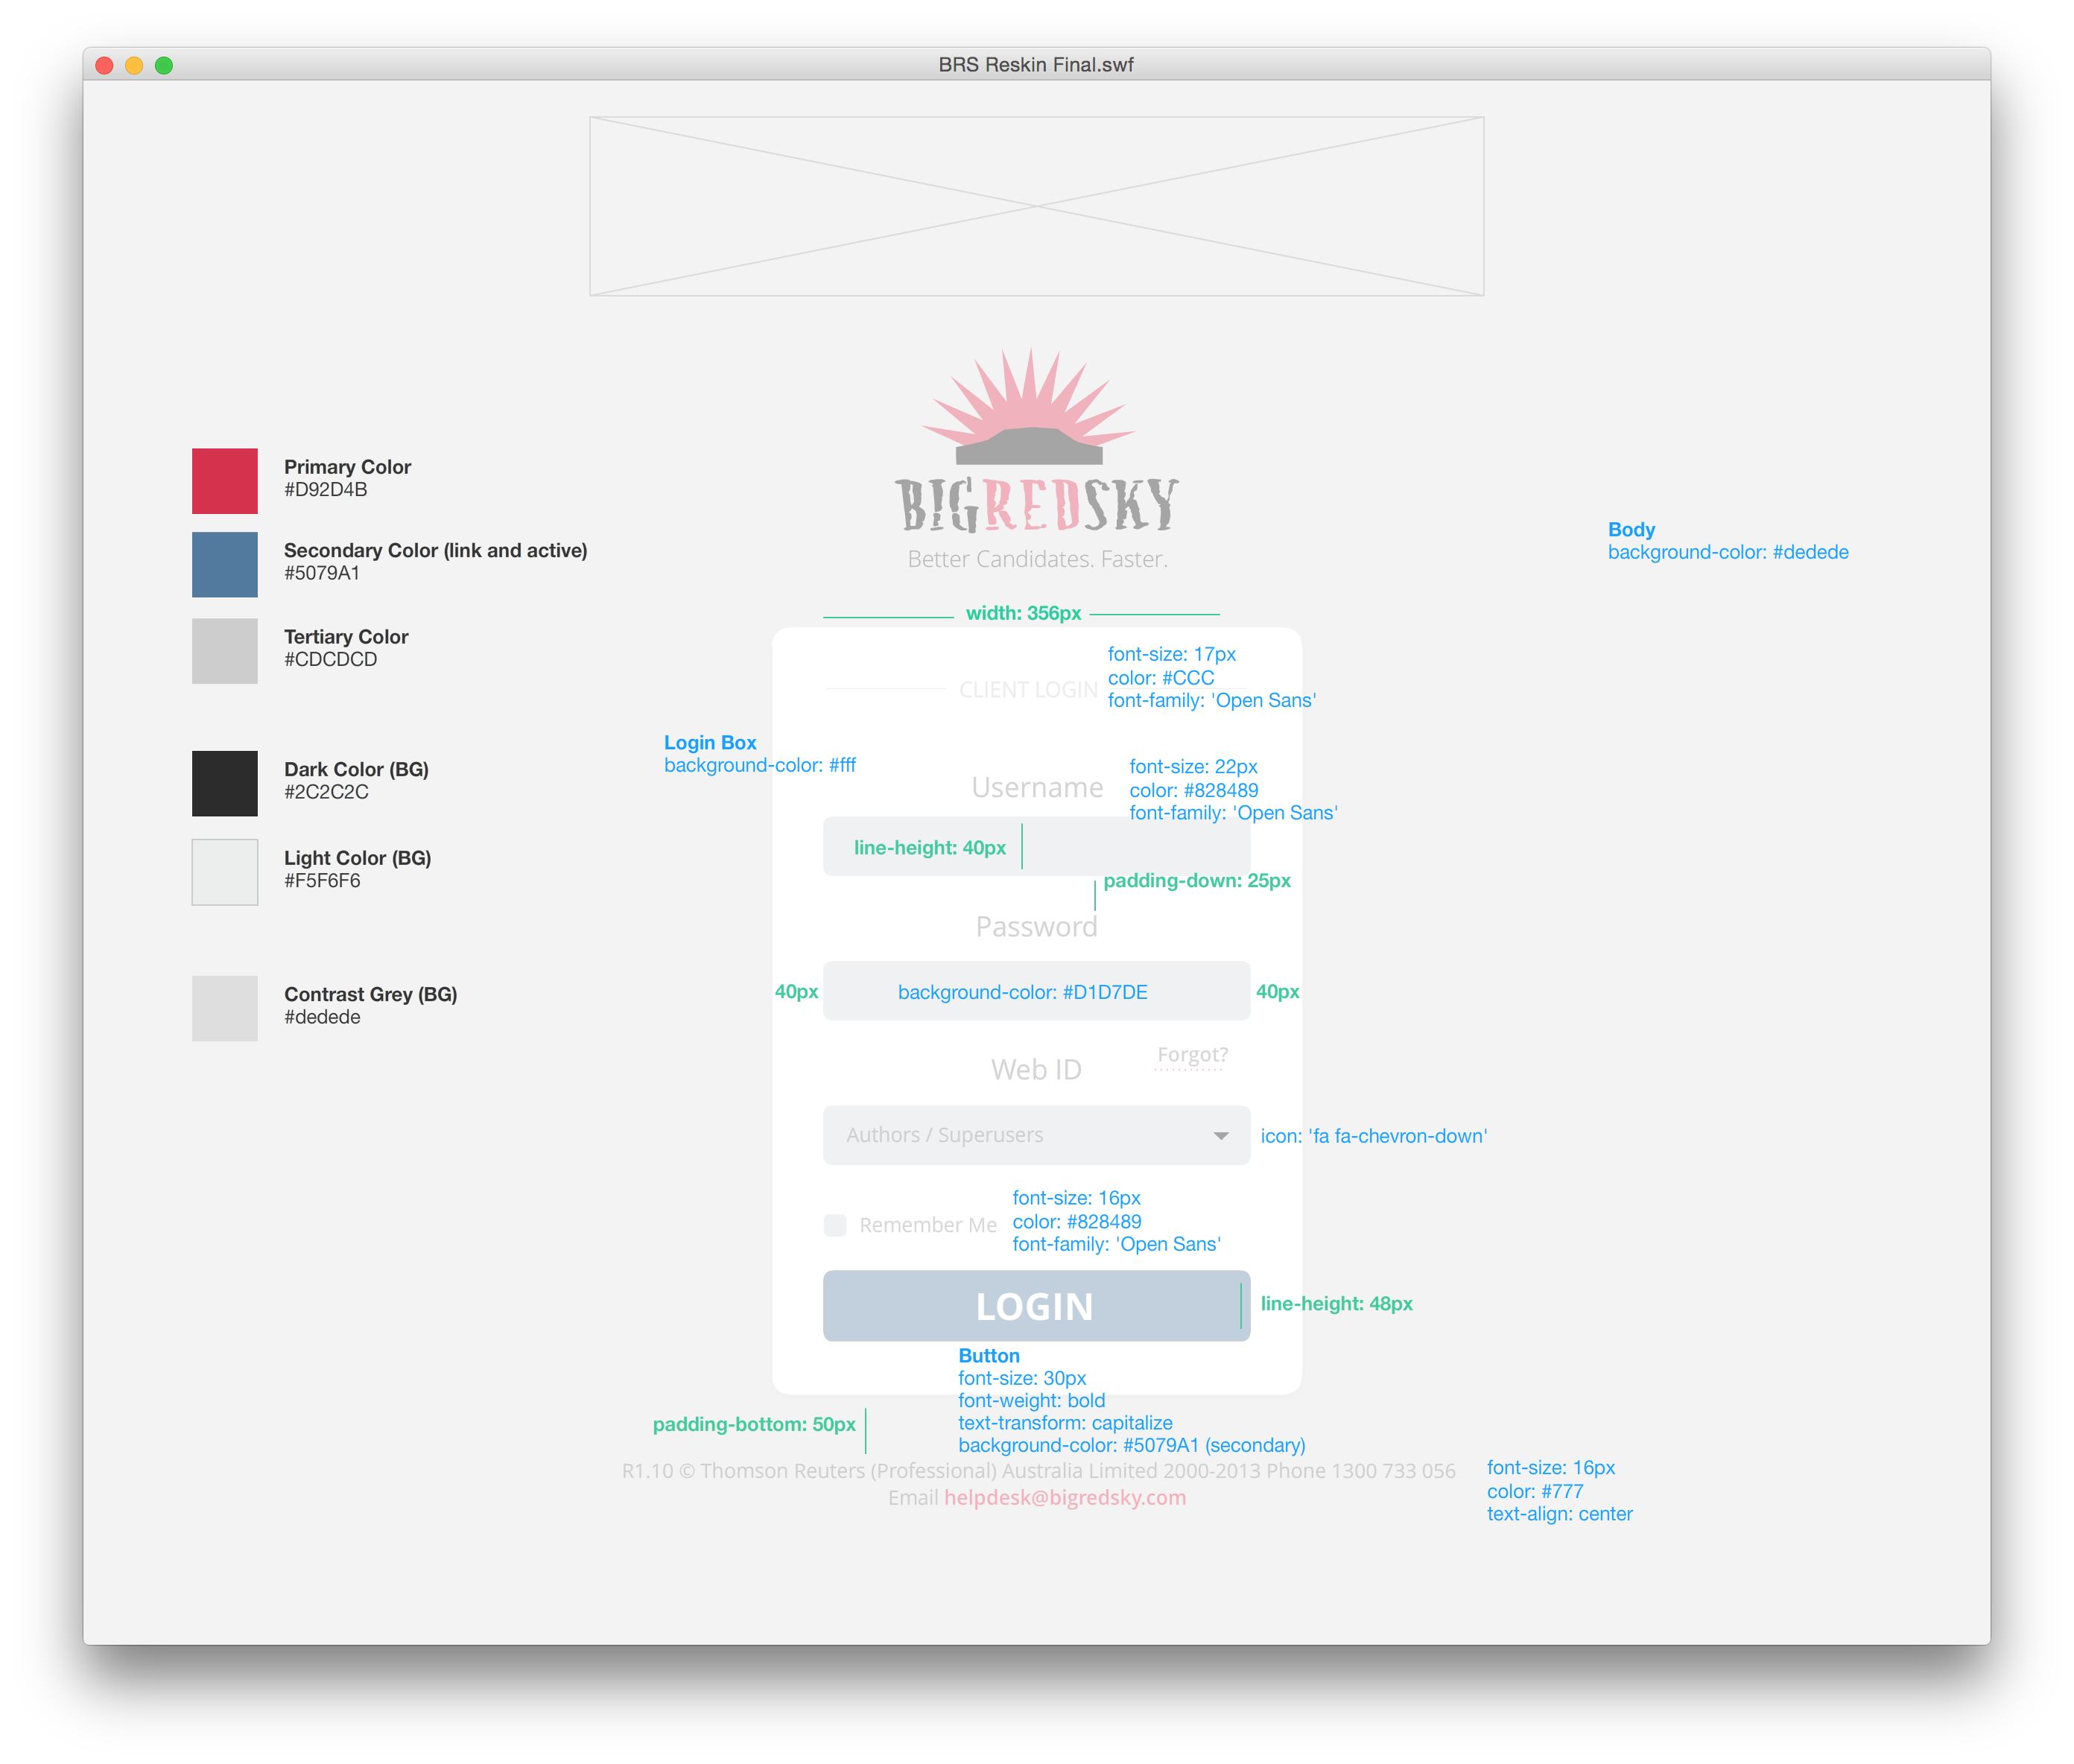 BRS Reskin Final.swf
BIGREDSKY
Better Candidates. Faster.
Primary Color
#D92D4B
Secondary Color (link and active)
#5079A1
Tertiary Color
#CDCDCD
Dark Color (BG)
#2C2C2C
Light Color (BG)
#F5F6F6
Contrast Grey (BG)
#dedede
Body
background-color: #dedede
width: 356px
font-size: 17px
color: #CCC
font-family: 'Open Sans'
CLIENT LOGIN
Login Box
background-color: #fff
Username
font-size: 22px
color: #828489
font-family: 'Open Sans'
line-height: 40px
padding-down: 25px
Password
40px
background-color: #D1D7DE
40px
Web ID
Forgot?
Authors / Superusers
icon: 'fa fa-chevron-down'
Remember Me
font-size: 16px
color: #828489
font-family: 'Open Sans'
LOGIN
line-height: 48px
Button
font-size: 30px
font-weight: bold
text-transform: capitalize
background-color: #5079A1 (secondary)
padding-bottom: 50px
R1.10 © Thomson Reuters (Professional) Australia Limited 2000-2013 Phone 1300 733 056
Email helpdesk@bigredsky.com
font-size: 16px
color: #777
text-align: center